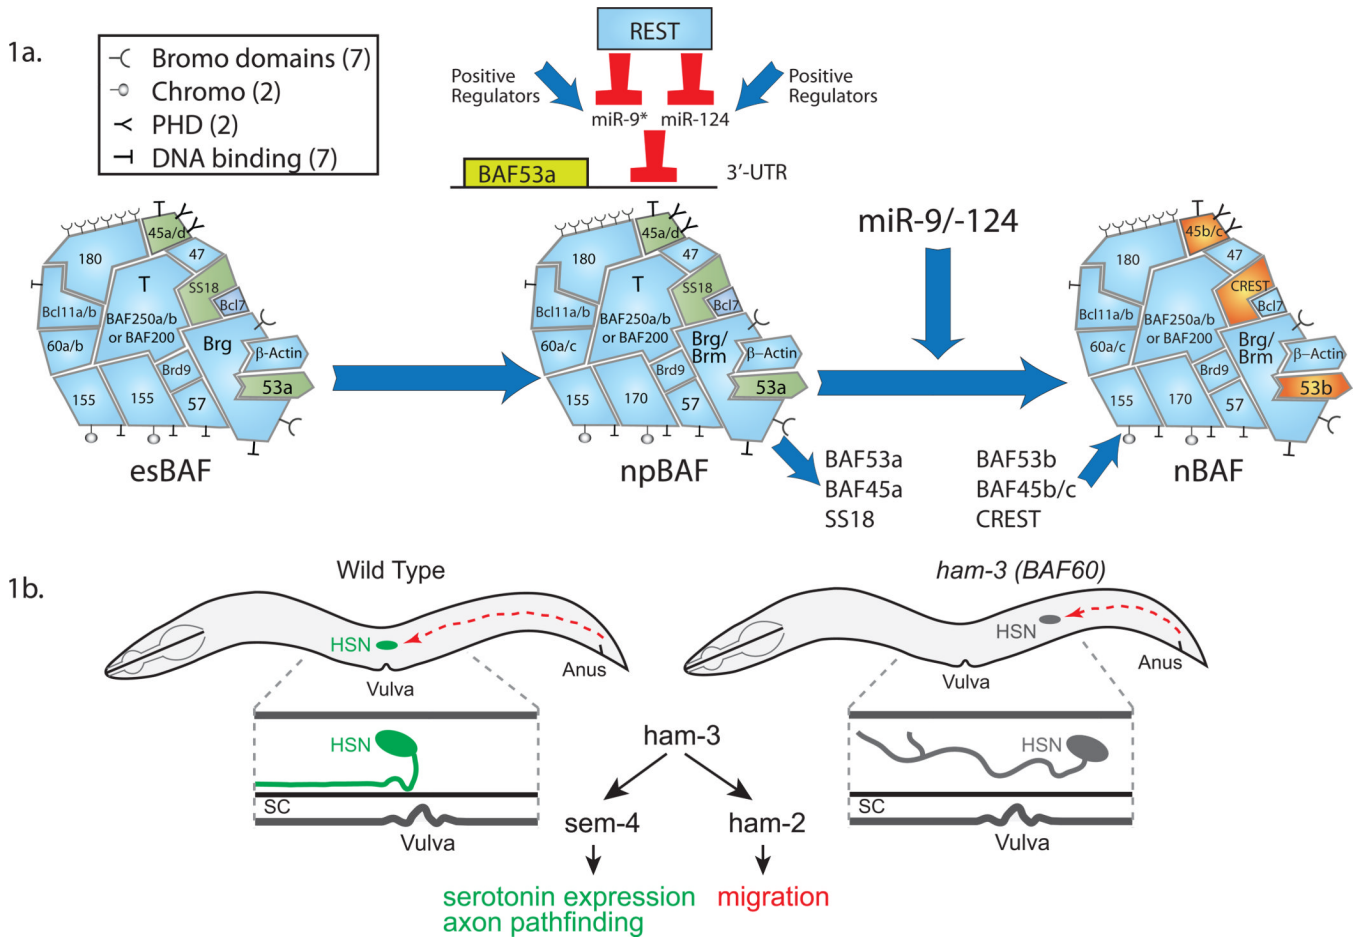 1a.
Bromo domains (7)
Chromo (2)
PHD (2)
DNA binding (7)
REST
Positive
Regulators
Positive
Regulators
miR-9*
miR-124
BAF53a
3′-UTR
miR-9/-124
45a/d
180
47
T
SS18
Bcl7
Bcl11a/b
BAF250a/b
or BAF200
60a/b
Brg
β-Actin
Brd9
53a
155
155
57
esBAF
45a/d
180
47
T
SS18
Bcl7
Bcl11a/b
BAF250a/b
or BAF200
60a/c
Brg/
Brm
β-Actin
Brd9
53a
155
170
57
npBAF
BAF53a
BAF45a
SS18
BAF53b
BAF45b/c
CREST
45b/c
180
47
CREST
Bcl7
Bcl11a/b
BAF250a/b
or BAF200
60a/c
Brg/
Brm
β-Actin
Brd9
53b
155
170
57
nBAF
1b.
Wild Type
HSN
Vulva
Anus
HSN
SC
Vulva
ham-3
sem-4
ham-2
serotonin expression
axon pathfinding
migration
ham-3 (BAF60)
HSN
Vulva
Anus
HSN
SC
Vulva